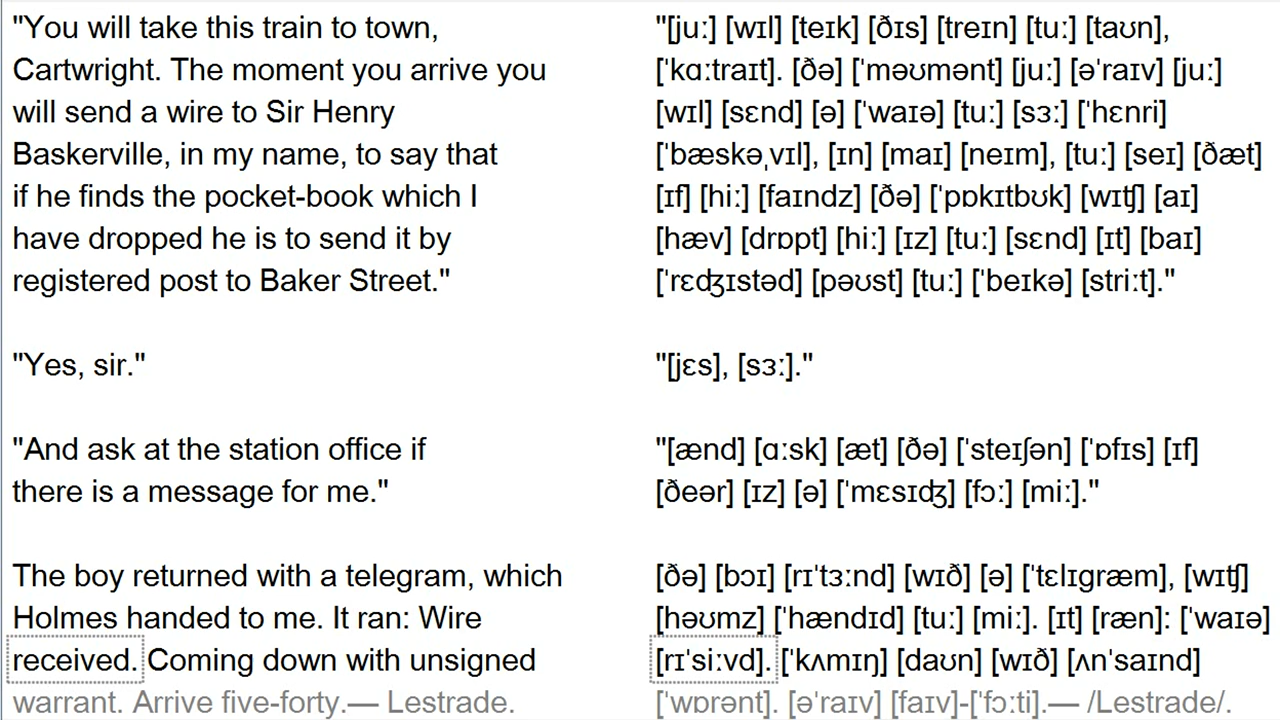 "You will take this train to town,
Cartwright. The moment you arrive you
will send a wire to Sir Henry
Baskerville, in my name, to say that
if he finds the pocket-book which I
have dropped he is to send it by
registered post to Baker Street."
"Yes, sir."
"And ask at the station office if
there is a message for me."
The boy returned with a telegram, which
Holmes handed to me. It ran: Wire
received. Coming down with unsigned
warrant. Arrive five-forty.— Lestrade.
"[juː] [wɪl] [teɪk] [ðɪs] [treɪn] [tuː] [taʊn],
[ˈkɑːtraɪt]. [ðə] [ˈməʊmənt] [juː] [əˈraɪv] [juː]
[wɪl] [sɛnd] [ə] [ˈwaɪə] [tuː] [sɜː] [ˈhɛnri]
[ˈbæskəˌvɪl], [ɪn] [maɪ] [neɪm], [tuː] [seɪ] [ðæt]
[ɪf] [hiː] [faɪndz] [ðə] [ˈpɒkɪtbʊk] [wɪʧ] [aɪ]
[hæv] [drɒpt] [hiː] [ɪz] [tuː] [sɛnd] [ɪt] [baɪ]
[ˈrɛʤɪstəd] [pəʊst] [tuː] [ˈbeɪkə] [striːt]."
"[jɛs], [sɜː]."
"[ænd] [ɑːsk] [æt] [ðə] [ˈsteɪʃən] [ˈɒfɪs] [ɪf]
[ðeər] [ɪz] [ə] [ˈmɛsɪʤ] [fɔː] [miː]."
[ðə] [bɔɪ] [rɪˈtɜːnd] [wɪð] [ə] [ˈtɛlɪgræm], [wɪʧ]
[həʊmz] [ˈhændɪd] [tuː] [miː]. [ɪt] [ræn]: [ˈwaɪə]
[rɪˈsiːvd]. [ˈkʌmɪŋ] [daʊn] [wɪð] [ʌnˈsaɪnd]
[ˈwɒrənt]. [əˈraɪv] [faɪv]-[ˈfɔːti].— /Lestrade/.